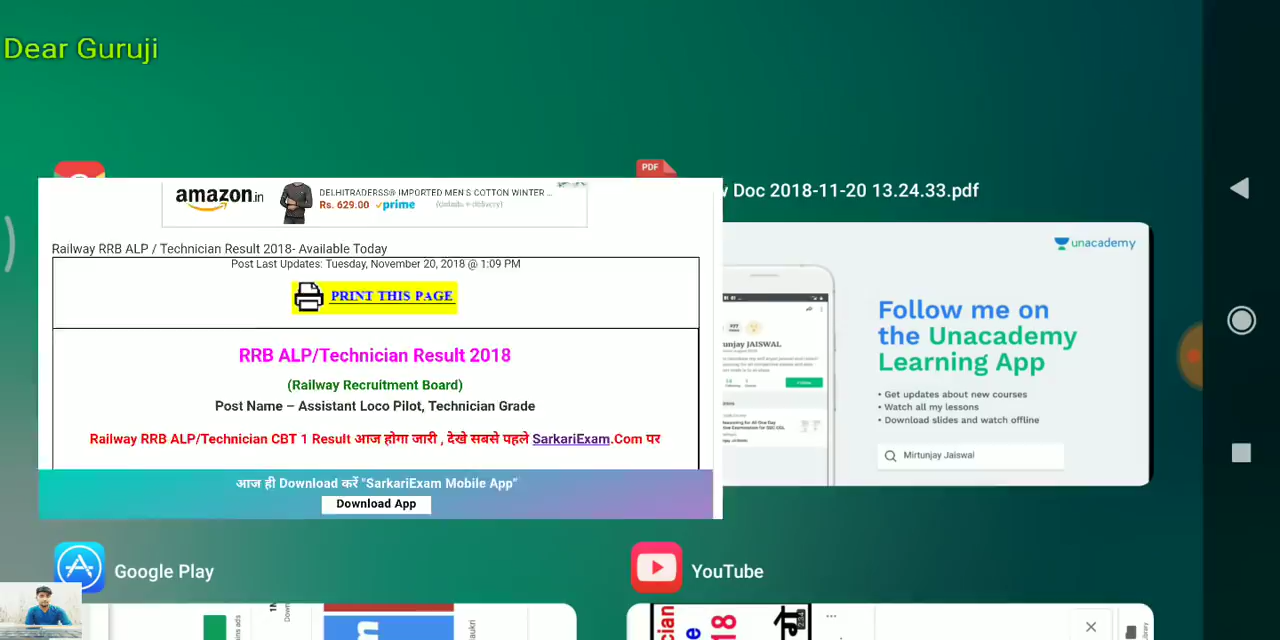 Dear Guruji
PDF
Doc 2018-11-20 13.24.33.pdf
amazon.in
DELHITRADERSS® IMPORTED MEN'S COTTON WINTER ...
Rs. 629.00 prime
Railway RRB ALP / Technician Result 2018- Available Today
Post Last Updates: Tuesday, November 20, 2018 @ 1:09 PM
PRINT THIS PAGE
RRB ALP/Technician Result 2018
(Railway Recruitment Board)
Post Name – Assistant Loco Pilot, Technician Grade
Railway RRB ALP/Technician CBT 1 Result आज होगा जारी , देखे सबसे पहले SarkariExam.Com पर
आज ही Download करें "SarkariExam Mobile App"
Download App
unacademy
JAISWAL
Follow me on
the Unacademy
Learning App
• Get updates about new courses
• Watch all my lessons
• Download slides and watch offline
Mirtunjay Jaiswal
Google Play
YouTube
18